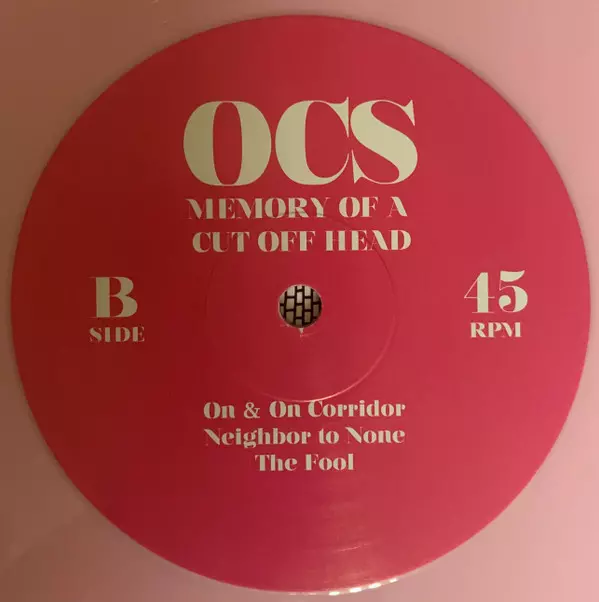 OCS
MEMORY OF A
CUT OFF HEAD
B
SIDE
45
RPM
On & On Corridor
Neighbor to None
The Fool